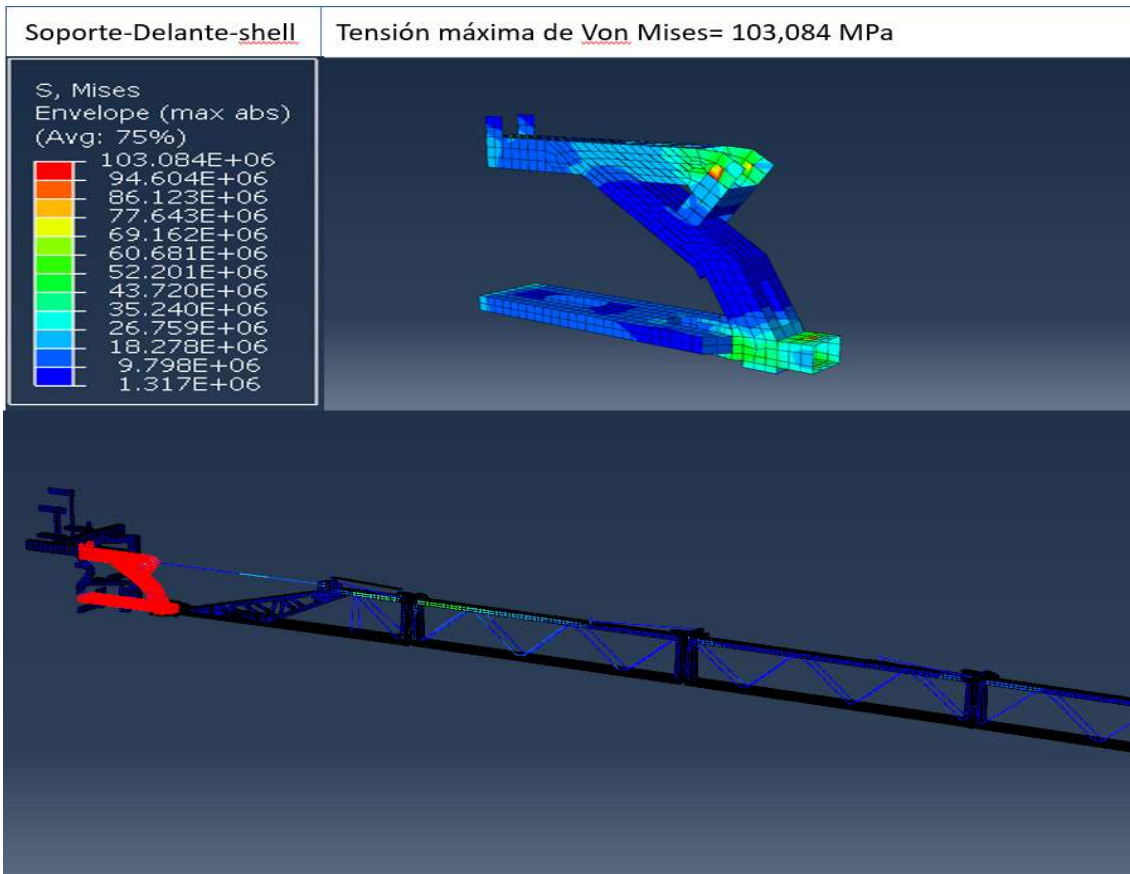 Soporte-Delante-shell
Tensión máxima de Von Mises= 103,084 MPa
S, Mises
Envelope (max abs)
(Avg: 75%)
103.084E+06
94.604E+06
86.123E+06
77.643E+06
69.162E+06
60.681E+06
52.201E+06
43.720E+06
35.240E+06
26.759E+06
18.278E+06
9.798E+06
1.317E+06